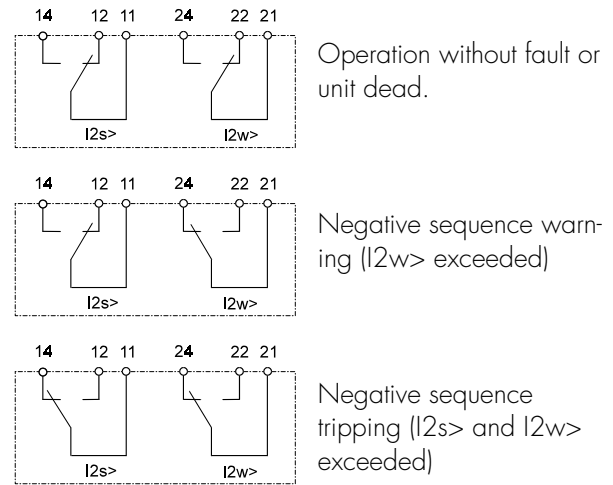 14 12 11 24 22 21
Operation without fault or
unit dead.
I2s> I2w>
14 12 11 24 22 21
Negative sequence warn-
ing (I2w> exceeded)
I2s> I2w>
14 12 11 24 22 21
Negative sequence
tripping (I2s> and I2w>
exceeded)
I2s> I2w>